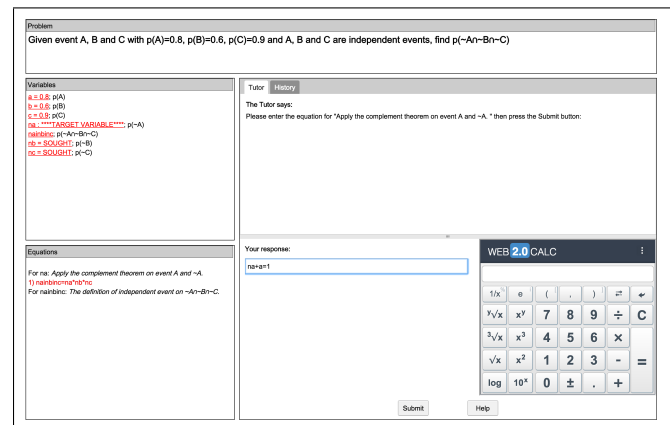 Problem
Given event A, B and C with p(A)=0.8, p(B)=0.6, p(C)=0.9 and A, B and C are independent events, find p(~A∩~B∩~C)
Variables
a = 0.8: p(A)
b = 0.6: p(B)
c = 0.9: p(C)
na : ****TARGET VARIABLE****: p(~A)
nainbinc: p(~A∩~B∩~C)
nb = SOUGHT: p(~B)
nc = SOUGHT: p(~C)
Tutor History
The Tutor says:
Please enter the equation for "Apply the complement theorem on event A and ~A. " then press the Submit button:
Equations
For na: Apply the complement theorem on event A and ~A.
1) nainbinc=na*nb*nc
For nainbinc: The definition of independent event on ~A∩~B∩~C.
Your response:
na+a=1
WEB 2.0 CALC
1/x e ( , )
y√x x^y 7 8 9 ÷ C
3√x x^3 4 5 6 ×
√x x^2 1 2 3 - =
log 10^x 0 ± . +
Submit Help